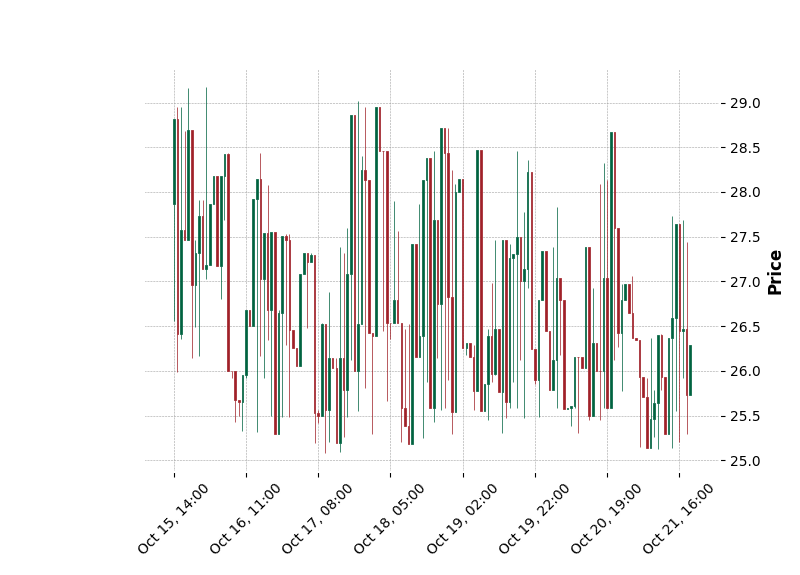 29.0
28.5
28.0
27.5
27.0
26.5
26.0
25.5
25.0
Price
Oct 15, 14:00
Oct 16, 11:00
Oct 17, 08:00
Oct 18, 05:00
Oct 19, 02:00
Oct 19, 22:00
Oct 20, 19:00
Oct 21, 16:00